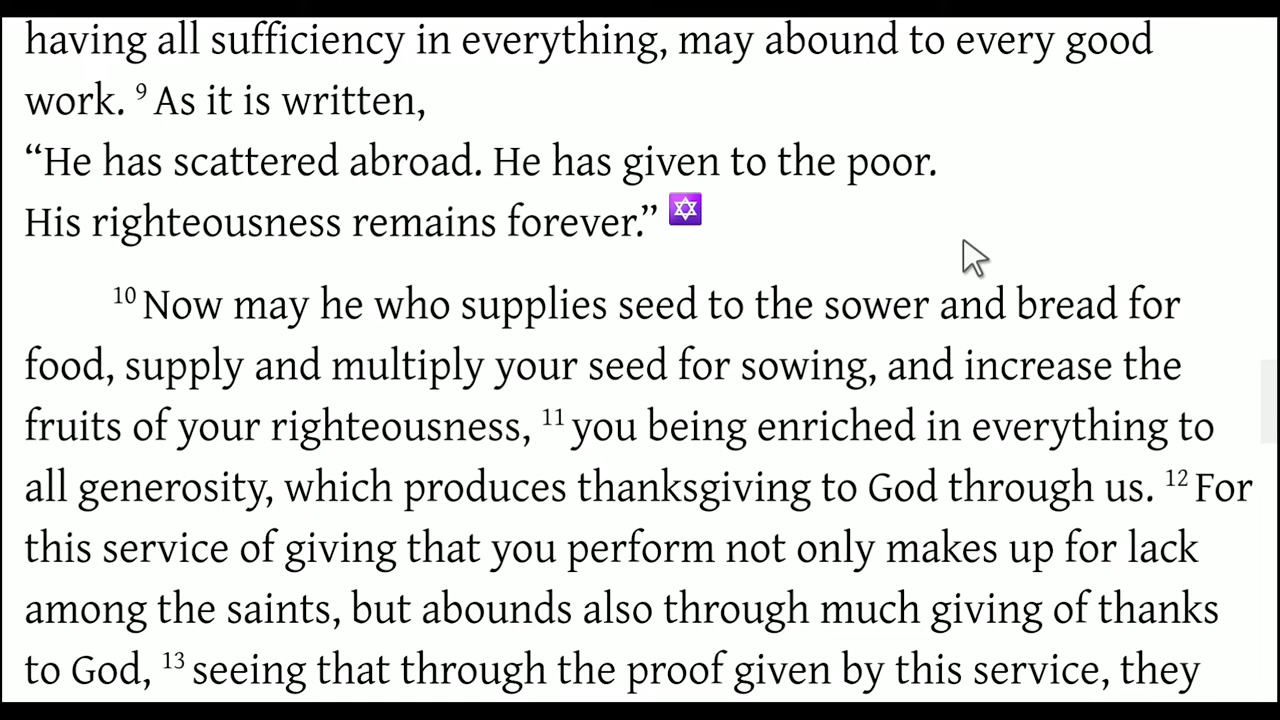 having all sufficiency in everything, may abound to every good
work. 9 As it is written,
“He has scattered abroad. He has given to the poor.
His righteousness remains forever.” ✡
10 Now may he who supplies seed to the sower and bread for
food, supply and multiply your seed for sowing, and increase the
fruits of your righteousness, 11 you being enriched in everything to
all generosity, which produces thanksgiving to God through us. 12 For
this service of giving that you perform not only makes up for lack
among the saints, but abounds also through much giving of thanks
to God, 13 seeing that through the proof given by this service, they